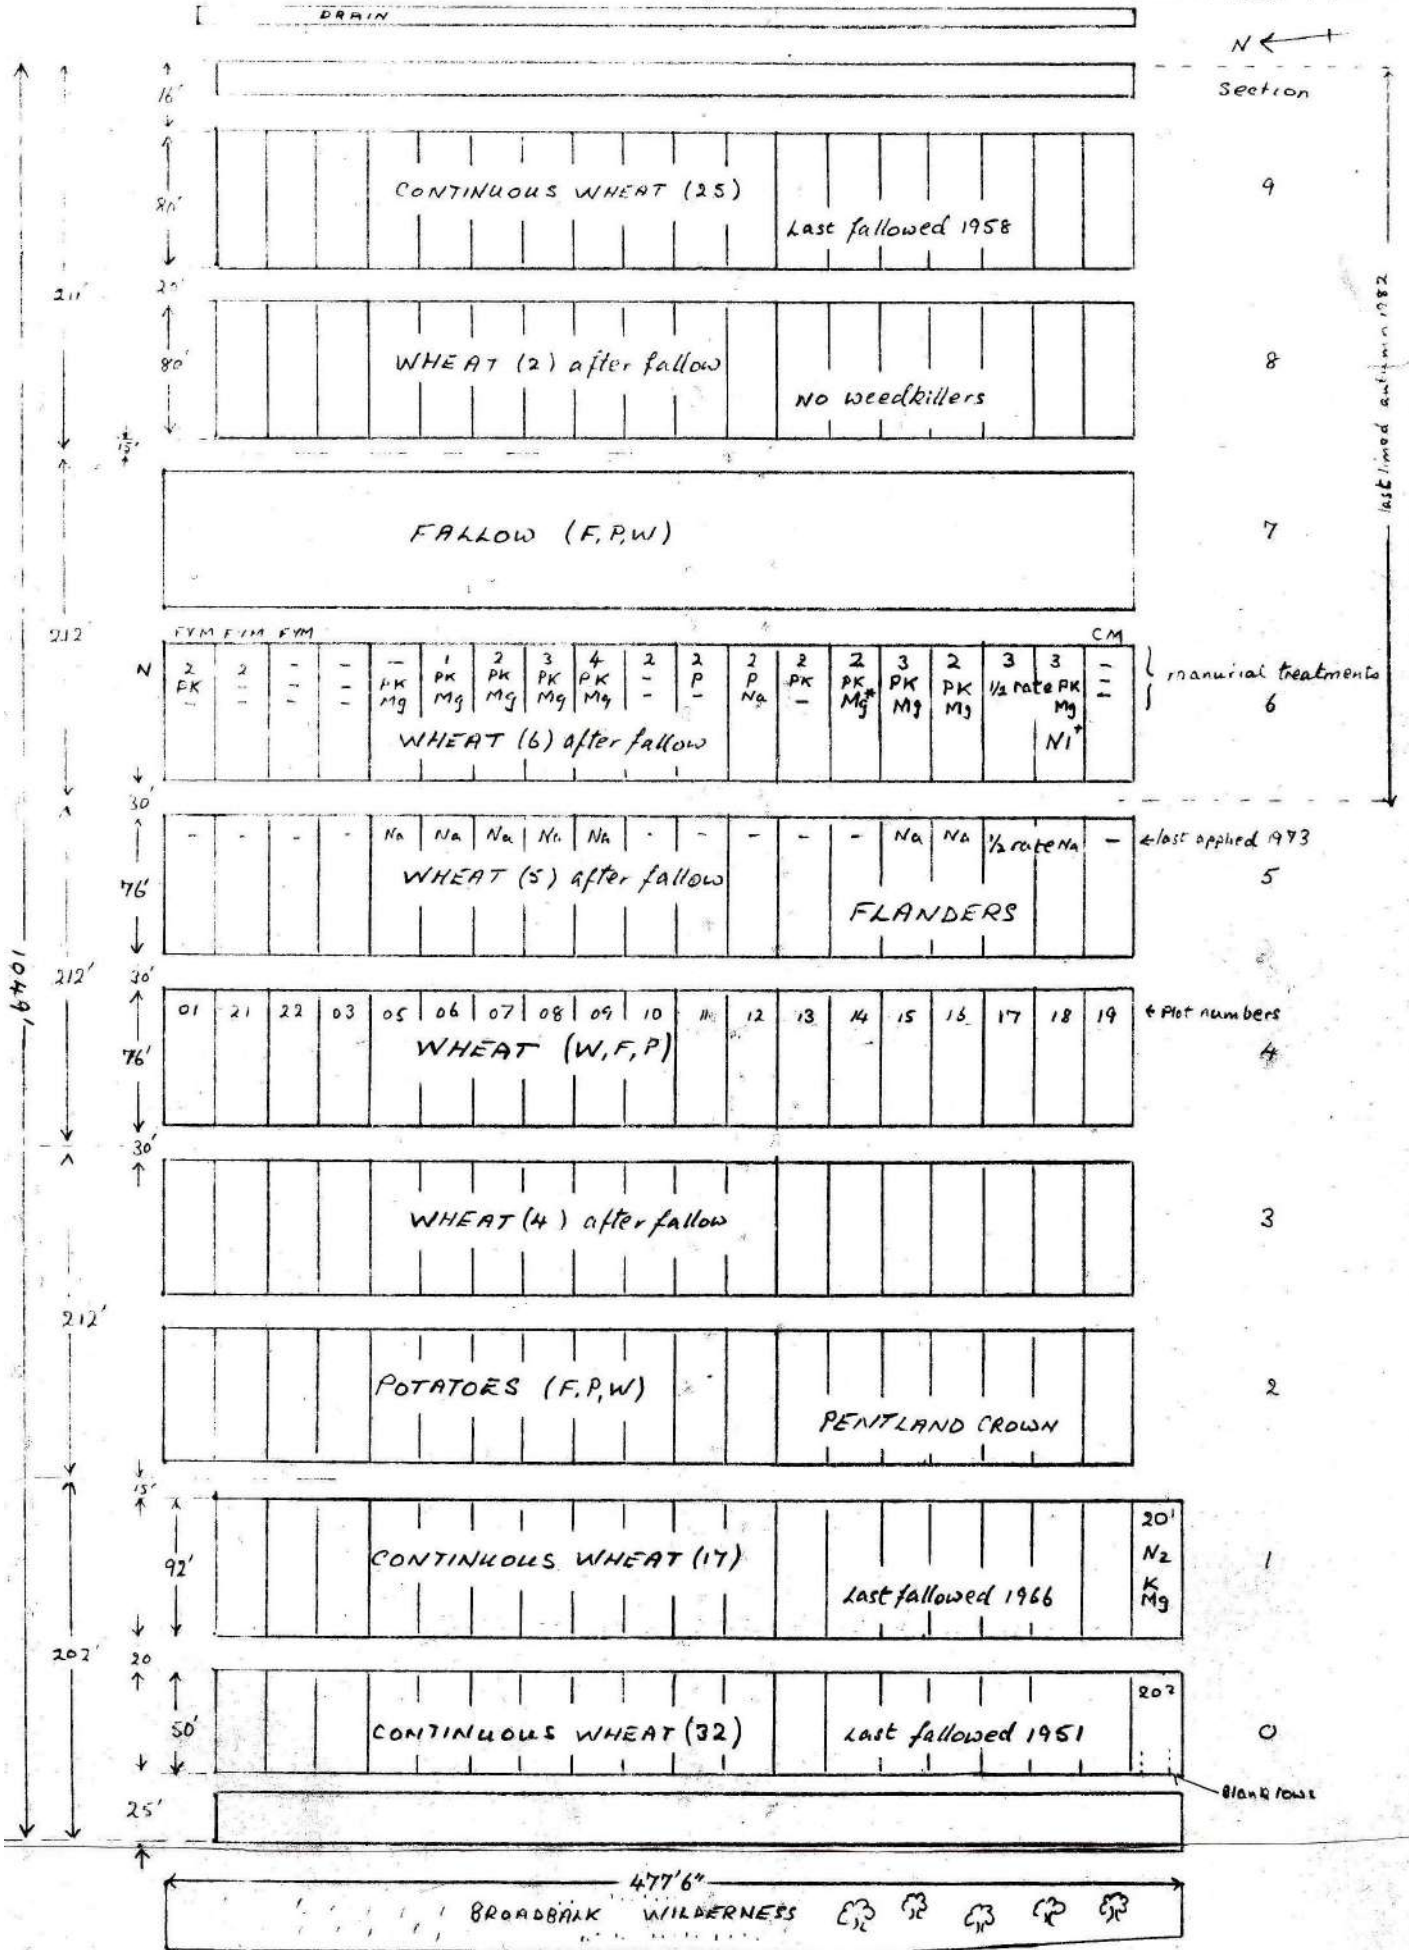 DRAIN
N
Section
16'
CONTINUOUS WHEAT (25)
Last fallowed 1958
9
80'
211'
20'
80'
WHEAT (2) after fallow
No weedkillers
8
last limed autumn 1982
15'
FALLOW (F,P,W)
7
212'
FYM FYM FYM CM
N 2 2 - - - 1 2 3 4 2 2 2 2 2 3 2 3 3 -
PK - - - PK PK PK PK PK - P P PK PK PK PK 1/2 rate PK -
- - - - Mg Mg Mg Mg Mg - - Na - Mg* Mg Mg Mg -
manurial treatments
6
WHEAT (6) after fallow
N1+
30'
- - - - Na Na Na Na Na - - - - - Na Na 1/2 rate Na -
←last applied 1973
76'
WHEAT (5) after fallow
5
FLANDERS
1049'
212'
30'
01 21 22 03 05 06 07 08 09 10 11 12 13 14 15 16 17 18 19
← Plot numbers
76'
WHEAT (W,F,P)
4
30'
WHEAT (4) after fallow
3
212'
POTATOES (F,P,W)
2
PENTLAND CROWN
15'
20'
N2
K
Mg
92'
CONTINUOUS WHEAT (17)
1
Last fallowed 1966
202'
20
50'
CONTINUOUS WHEAT (32)
Last fallowed 1951
0
Blank rows
25'
477'6"
BROADBALK WILDERNESS